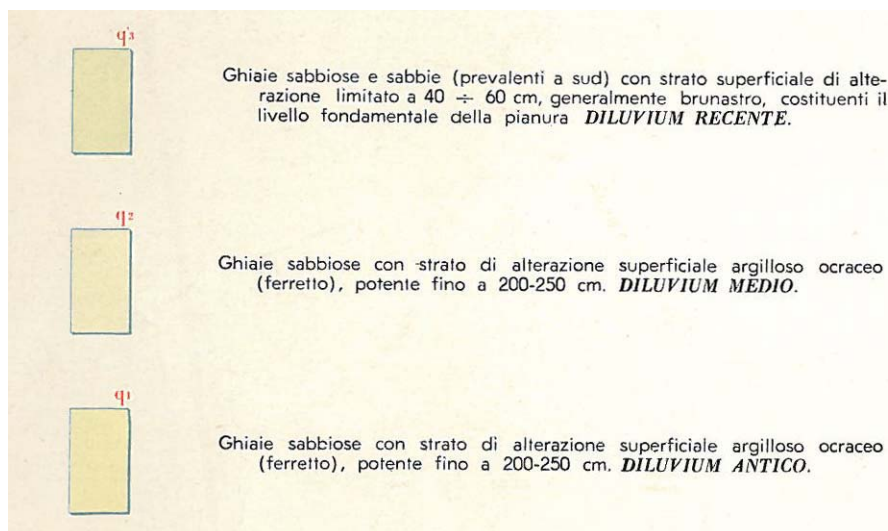 q3
Ghiaie sabbiose e sabbie (prevalenti a sud) con strato superficiale di alte-
razione limitato a 40 ÷ 60 cm, generalmente brunastro, costituenti il
livello fondamentale della pianura DILUVIUM RECENTE.
q2
Ghiaie sabbiose con strato di alterazione superficiale argilloso ocraceo
(ferretto), potente fino a 200-250 cm. DILUVIUM MEDIO.
q1
Ghiaie sabbiose con strato di alterazione superficiale argilloso ocraceo
(ferretto), potente fino a 200-250 cm. DILUVIUM ANTICO.